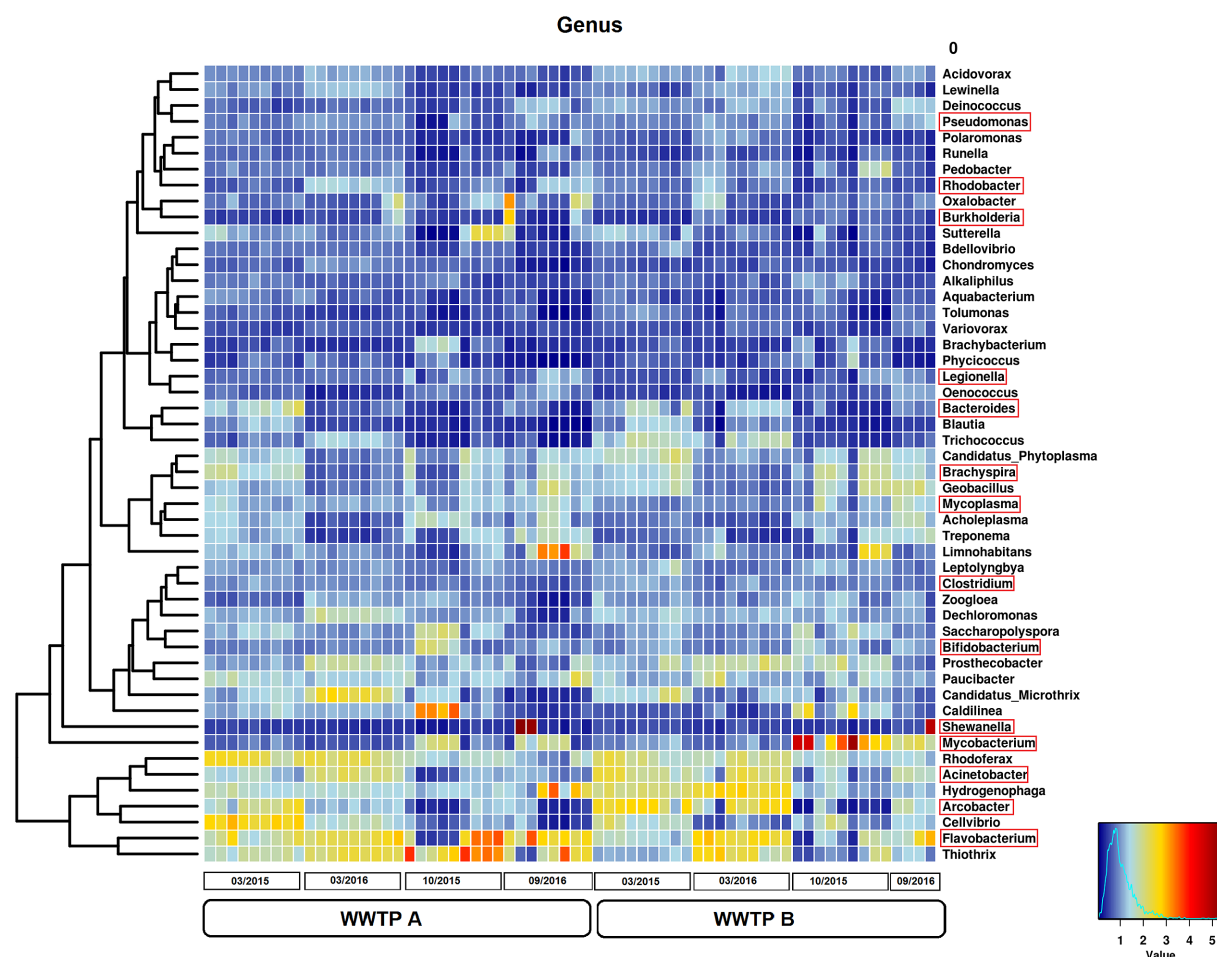 Genus
0
Acidovorax
Lewinella
Deinococcus
Pseudomonas
Polaromonas
Runella
Pedobacter
Rhodobacter
Oxalobacter
Burkholderia
Sutterella
Bdellovibrio
Chondromyces
Alkaliphilus
Aquabacterium
Tolumonas
Variovorax
Brachybacterium
Phycicoccus
Legionella
Oenococcus
Bacteroides
Blautia
Trichococcus
Candidatus_Phytoplasma
Brachyspira
Geobacillus
Mycoplasma
Acholeplasma
Treponema
Limnohabitans
Leptolyngbya
Clostridium
Zoogloea
Dechloromonas
Saccharopolyspora
Bifidobacterium
Prosthecobacter
Paucibacter
Candidatus_Microthrix
Caldilinea
Shewanella
Mycobacterium
Rhodoferax
Acinetobacter
Hydrogenophaga
Arcobacter
Cellvibrio
Flavobacterium
Thiothrix
03/2015 03/2016 10/2015 09/2016 03/2015 03/2016 10/2015 09/2016
WWTP A WWTP B
1 2 3 4 5
Value